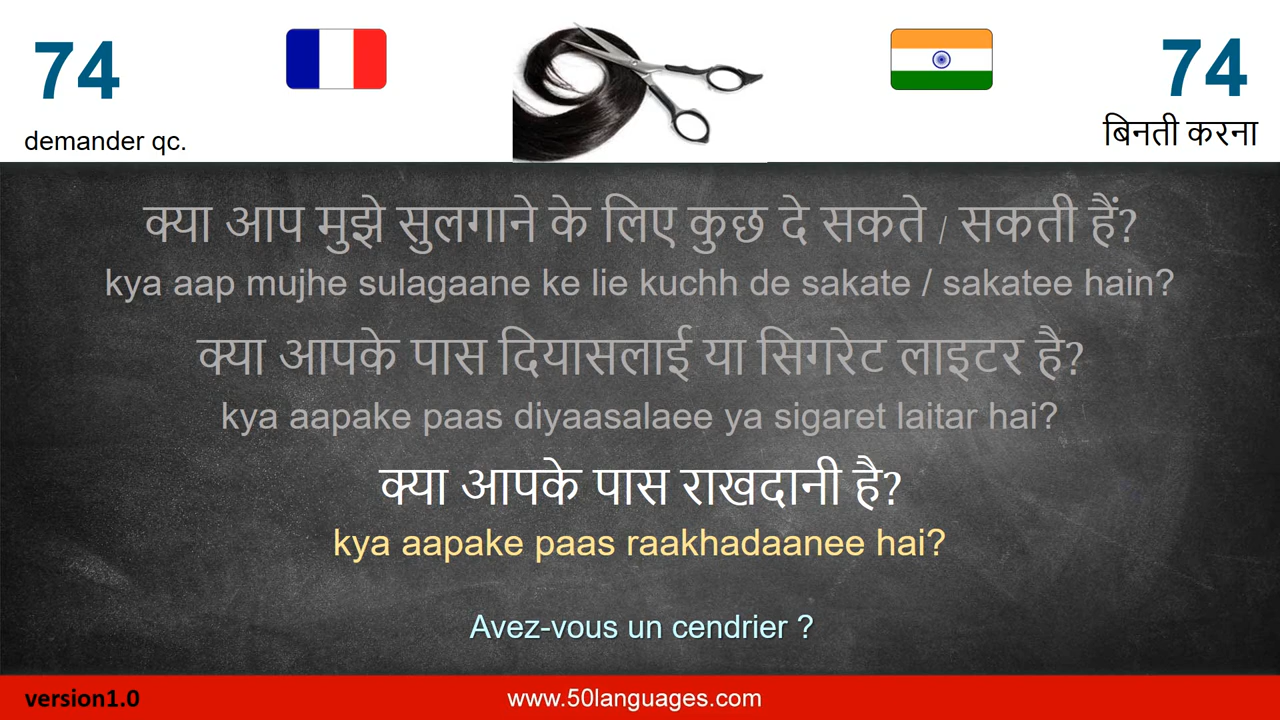 74
74
demander qc.
बिनती करना
क्या आप मुझे सुलगाने के लिए कुछ दे सकते / सकती हैं?
kya aap mujhe sulagaane ke lie kuchh de sakate / sakatee hain?
क्या आपके पास दियासलाई या सिगरेट लाइटर है?
kya aapake paas diyaasalaee ya sigaret laitar hai?
क्या आपके पास राखदानी है?
kya aapake paas raakhadaanee hai?
Avez-vous un cendrier ?
version1.0
www.50languages.com